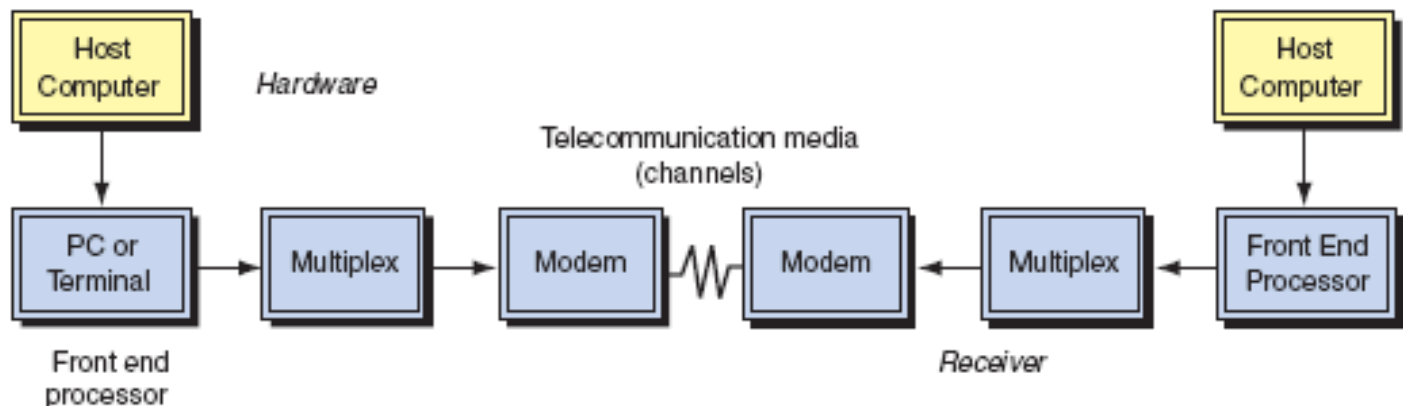 Host
Computer
Hardware
Host
Computer
Telecommunication media
(channels)
PC or
Terminal
Multiplex
Modem
Modem
Multiplex
Front End
Processor
Front end
processor
Receiver